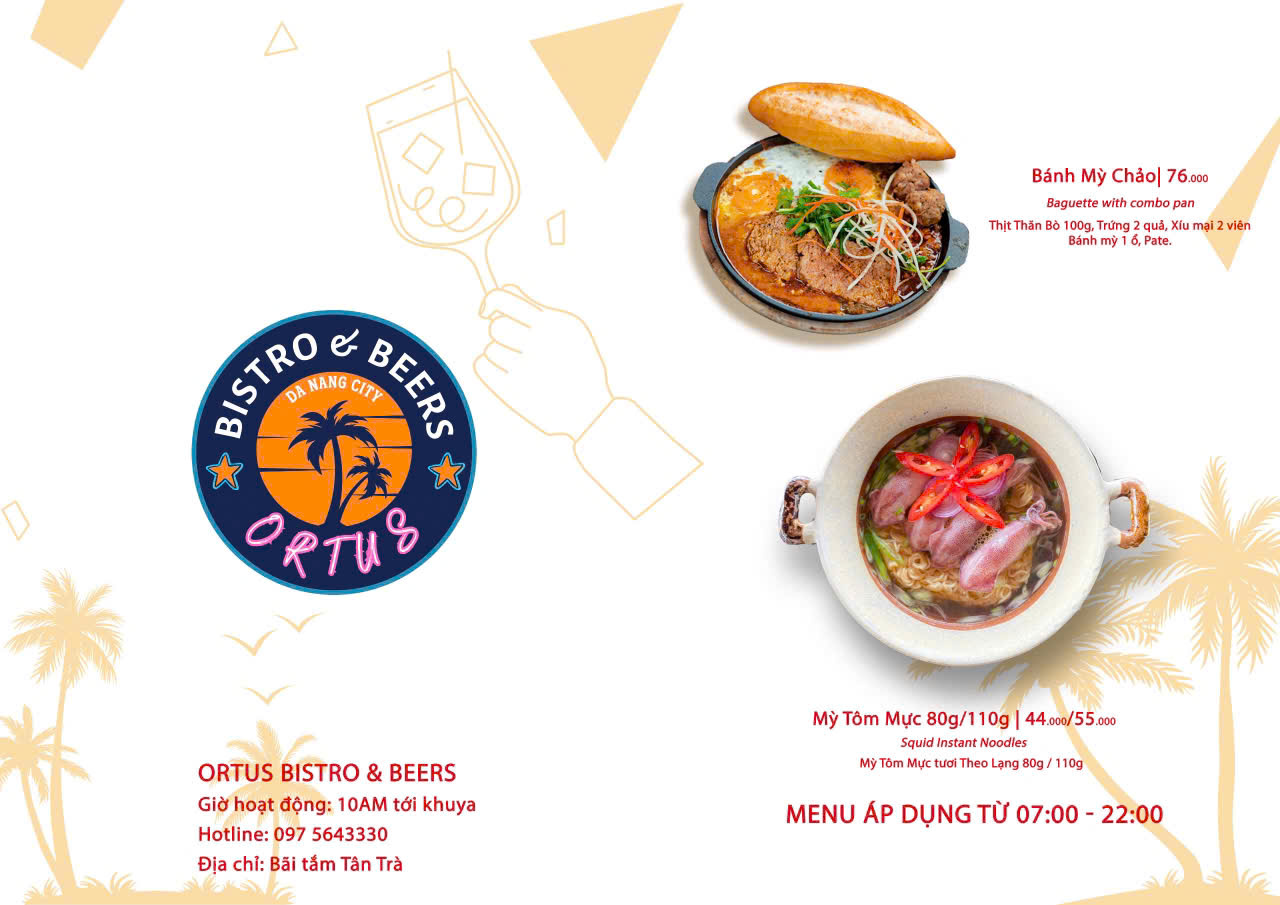 BISTRO & BEERS
DA NANG CITY
ORTUS
ORTUS BISTRO & BEERS
Giờ hoạt động: 10AM tới khuya
Hotline: 097 5643330
Địa chỉ: Bãi tắm Tân Trà
Bánh Mỳ Chảo| 76.000
Baguette with combo pan
Thịt Thăn Bò 100g, Trứng 2 quả, Xíu mại 2 viên
Bánh mỳ 1 ổ, Pate.
Mỳ Tôm Mực 80g/110g | 44.000/55.000
Squid Instant Noodles
Mỳ Tôm Mực tươi Theo Lạng 80g / 110g
MENU ÁP DỤNG TỪ 07:00 - 22:00